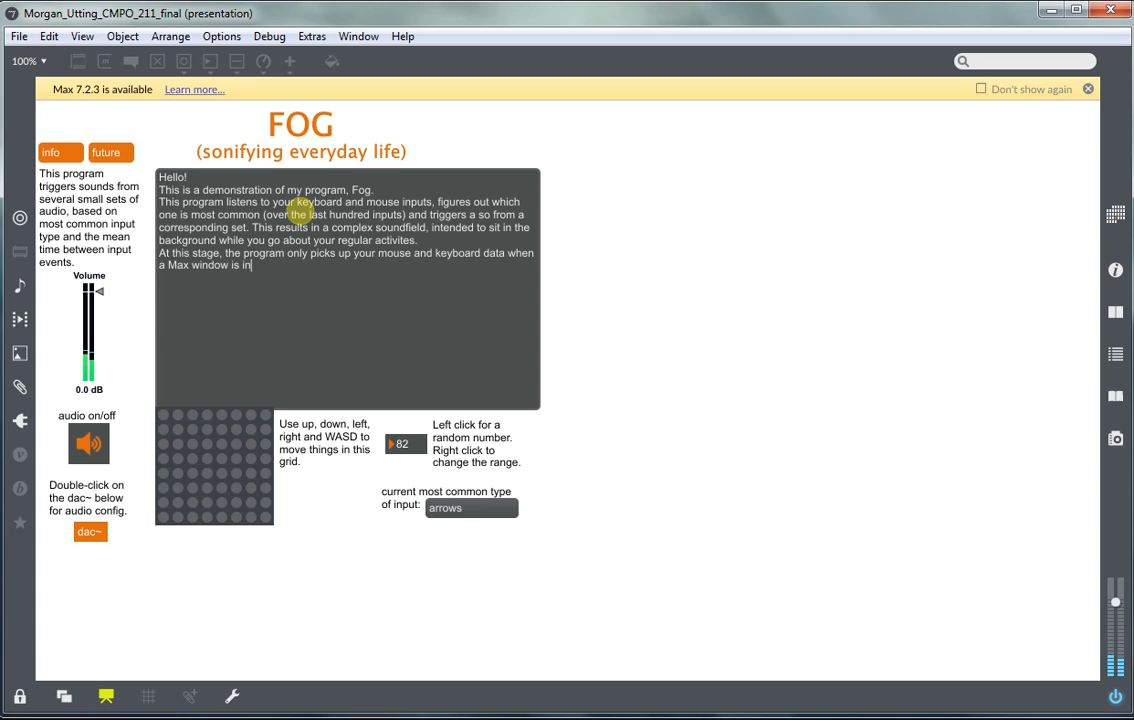 Morgan_Utting_CMPO_211_final (presentation)
File Edit View Object Arrange Options Debug Extras Window Help
100%
Max 7.2.3 is available Learn more... Don't show again
FOG
(sonifying everyday life)
info future
This program
triggers sounds from
several small sets of
audio, based on
most common input
type and the mean
time between input
events.
Volume
0.0 dB
audio on/off
Double-click on
the dac~ below
for audio config.
dac~
Hello!
This is a demonstration of my program, Fog.
This program listens to your keyboard and mouse inputs, figures out which
one is most common (over the last hundred inputs) and triggers a so from a
corresponding set. This results in a complex soundfield, intended to sit in the
background while you go about your regular activites.
At this stage, the program only picks up your mouse and keyboard data when
a Max window is in
Use up, down, left,
right and WASD to
move things in this
grid.
82
Left click for a
random number.
Right click to
change the range.
current most common type
of input: arrows